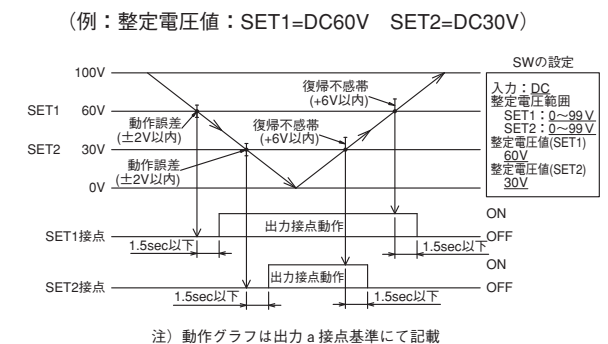 （例：整定電圧値：SET1=DC60V　SET2=DC30V）
SWの設定
100V
SET1　60V
SET2　30V
0V
動作誤差
(±2V以内)
動作誤差
(±2V以内)
復帰不感帯
(+6V以内)
復帰不感帯
(+6V以内)
入力：DC
整定電圧範囲
SET1：0〜99V
SET2：0〜99V
整定電圧値(SET1)
60V
整定電圧値(SET2)
30V
SET1接点
出力接点動作
ON
OFF
1.5sec以下
1.5sec以下
SET2接点
出力接点動作
ON
OFF
1.5sec以下
1.5sec以下
注）動作グラフは出力a接点基準にて記載